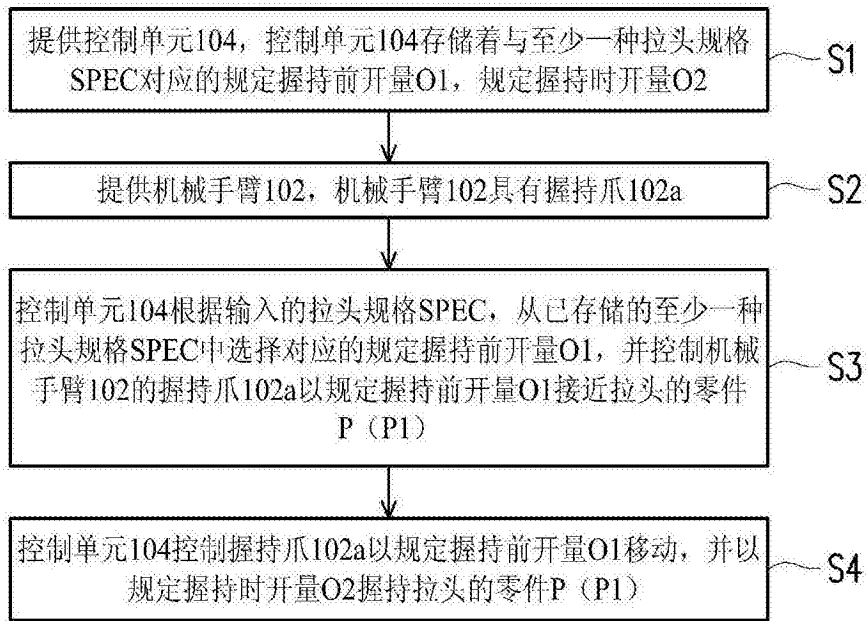 提供控制单元104，控制单元104存储着与至少一种拉头规格
SPEC对应的规定握持前开量O1，规定握持时开量O2
S1
提供机械手臂102，机械手臂102具有握持爪102a
S2
控制单元104根据输入的拉头规格SPEC，从已存储的至少一种
拉头规格SPEC中选择对应的规定握持前开量O1，并控制机械
手臂102的握持爪102a以规定握持前开量O1接近拉头的零件
P（P1）
S3
控制单元104控制握持爪102a以规定握持前开量O1移动，并以
规定握持时开量O2握持拉头的零件P（P1）
S4